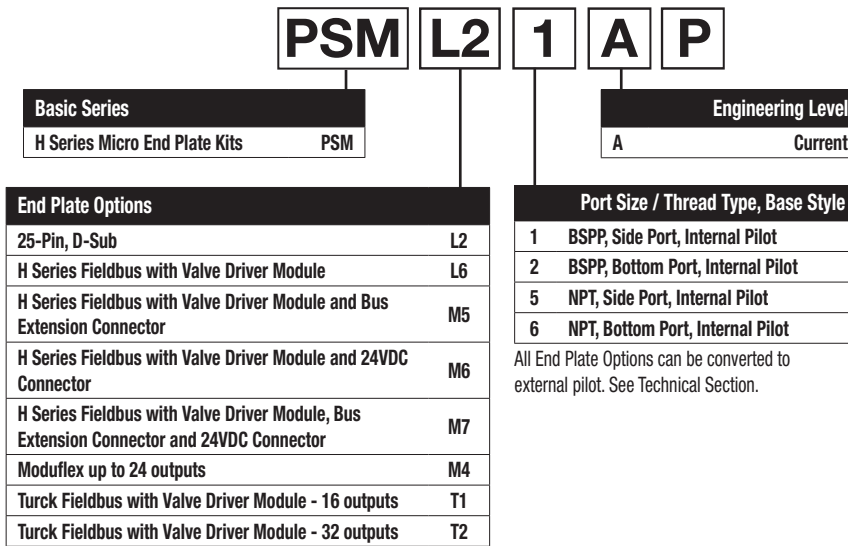 PSM L2 1 A P
Basic Series
H Series Micro End Plate Kits PSM
Engineering Level
A Current
End Plate Options
25-Pin, D-Sub L2
H Series Fieldbus with Valve Driver Module L6
H Series Fieldbus with Valve Driver Module and Bus
Extension Connector M5
H Series Fieldbus with Valve Driver Module and 24VDC
Connector M6
H Series Fieldbus with Valve Driver Module, Bus
Extension Connector and 24VDC Connector M7
Moduflex up to 24 outputs M4
Turck Fieldbus with Valve Driver Module - 16 outputs T1
Turck Fieldbus with Valve Driver Module - 32 outputs T2
Port Size / Thread Type, Base Style
1 BSPP, Side Port, Internal Pilot
2 BSPP, Bottom Port, Internal Pilot
5 NPT, Side Port, Internal Pilot
6 NPT, Bottom Port, Internal Pilot
All End Plate Options can be converted to
external pilot. See Technical Section.